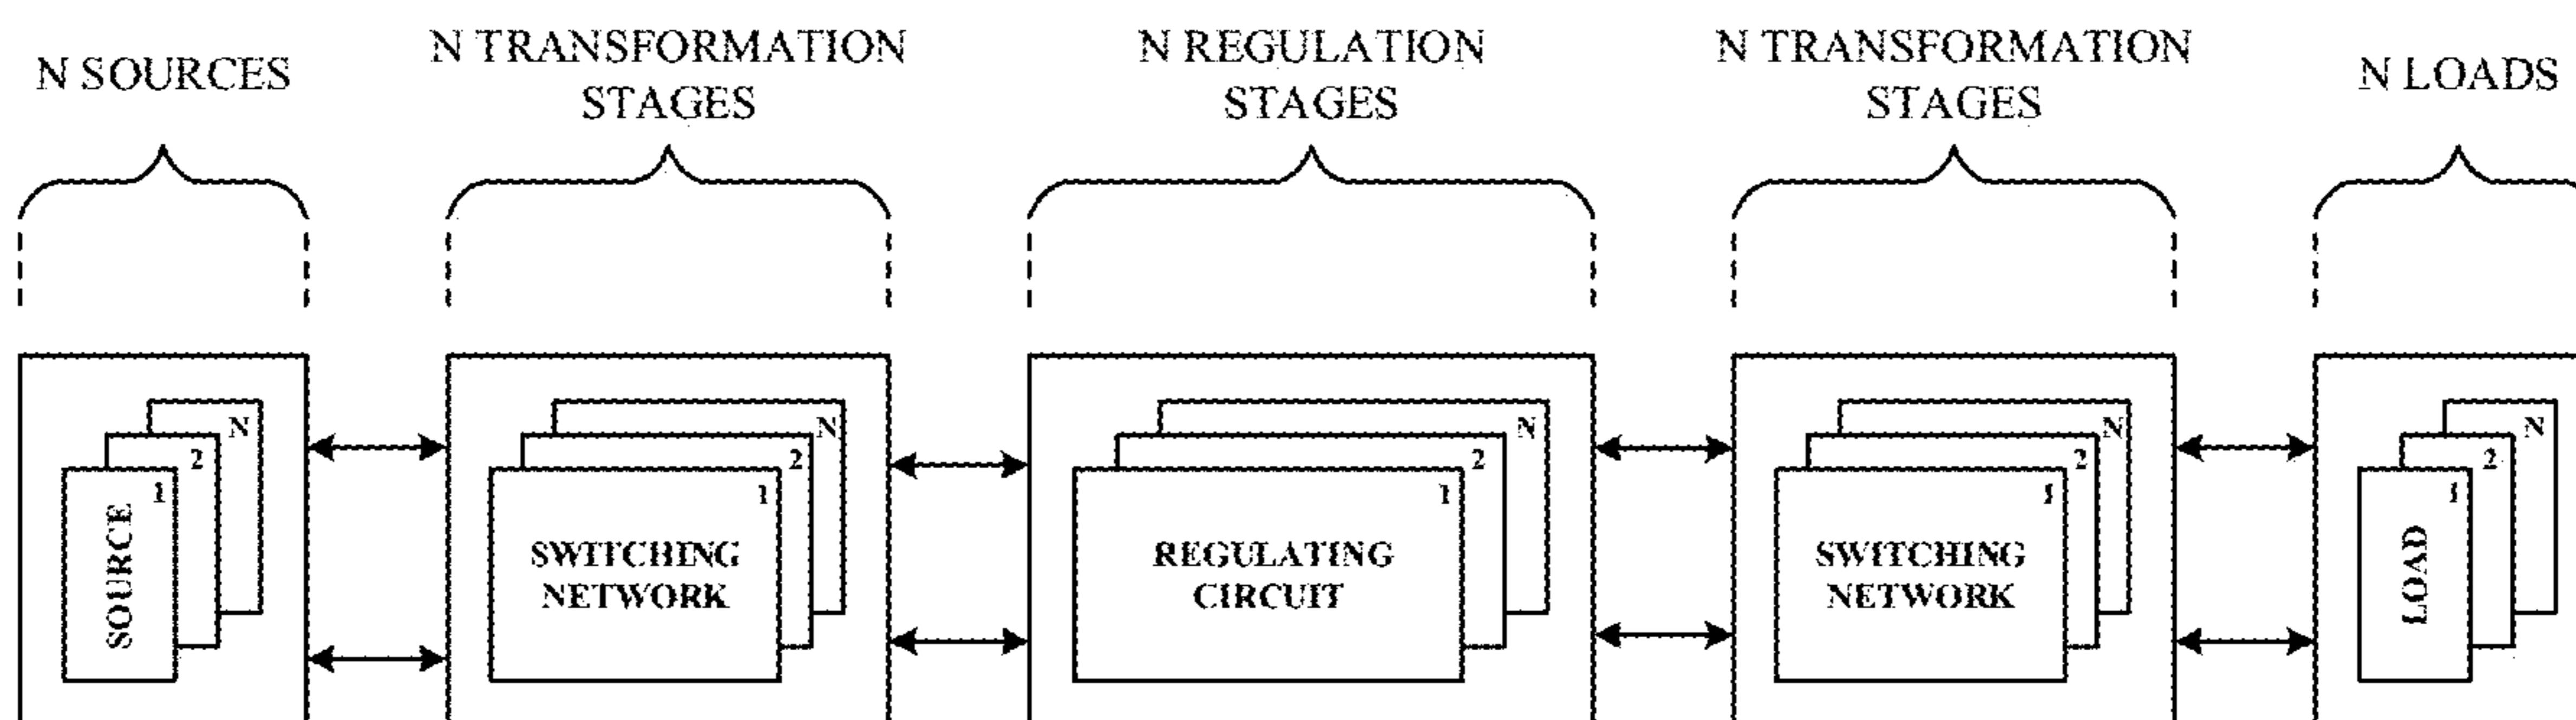 N SOURCES
N TRANSFORMATION
STAGES
N REGULATION
STAGES
N TRANSFORMATION
STAGES
N LOADS
N
2
1
SOURCE
N
2
1
SWITCHING
NETWORK
N
2
1
REGULATING
CIRCUIT
N
2
1
SWITCHING
NETWORK
N
2
1
LOAD